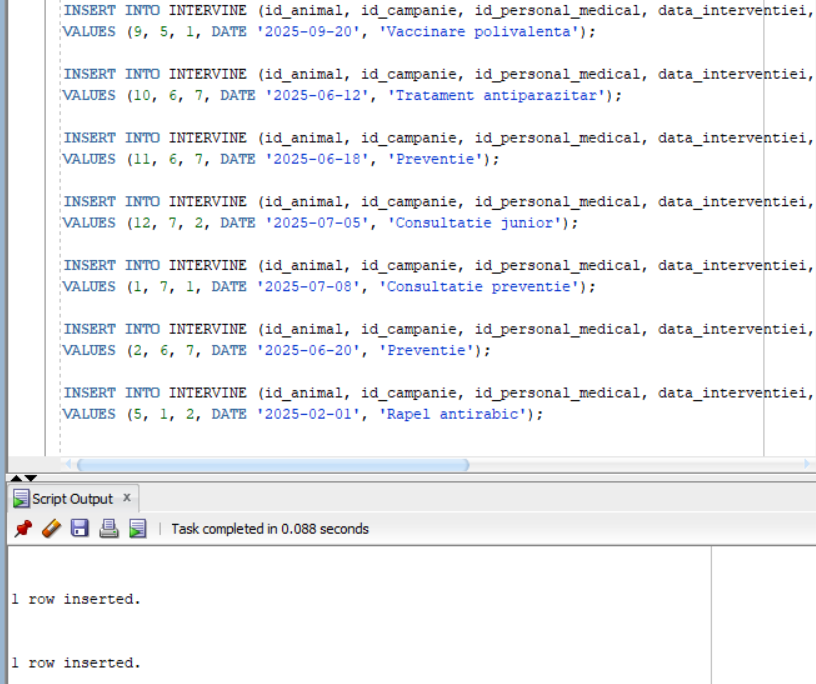 INSERT INTO INTERVINE (id_animal, id_campanie, id_personal_medical, data_interventiei,
VALUES (9, 5, 1, DATE '2025-09-20', 'Vaccinare polivalenta');
INSERT INTO INTERVINE (id_animal, id_campanie, id_personal_medical, data_interventiei,
VALUES (10, 6, 7, DATE '2025-06-12', 'Tratament antiparazitar');
INSERT INTO INTERVINE (id_animal, id_campanie, id_personal_medical, data_interventiei,
VALUES (11, 6, 7, DATE '2025-06-18', 'Preventie');
INSERT INTO INTERVINE (id_animal, id_campanie, id_personal_medical, data_interventiei,
VALUES (12, 7, 2, DATE '2025-07-05', 'Consultatie junior');
INSERT INTO INTERVINE (id_animal, id_campanie, id_personal_medical, data_interventiei,
VALUES (1, 7, 1, DATE '2025-07-08', 'Consultatie preventie');
INSERT INTO INTERVINE (id_animal, id_campanie, id_personal_medical, data_interventiei,
VALUES (2, 6, 7, DATE '2025-06-20', 'Preventie');
INSERT INTO INTERVINE (id_animal, id_campanie, id_personal_medical, data_interventiei,
VALUES (5, 1, 2, DATE '2025-02-01', 'Rapel antirabic');
Script Output x
Task completed in 0.088 seconds
1 row inserted.
1 row inserted.